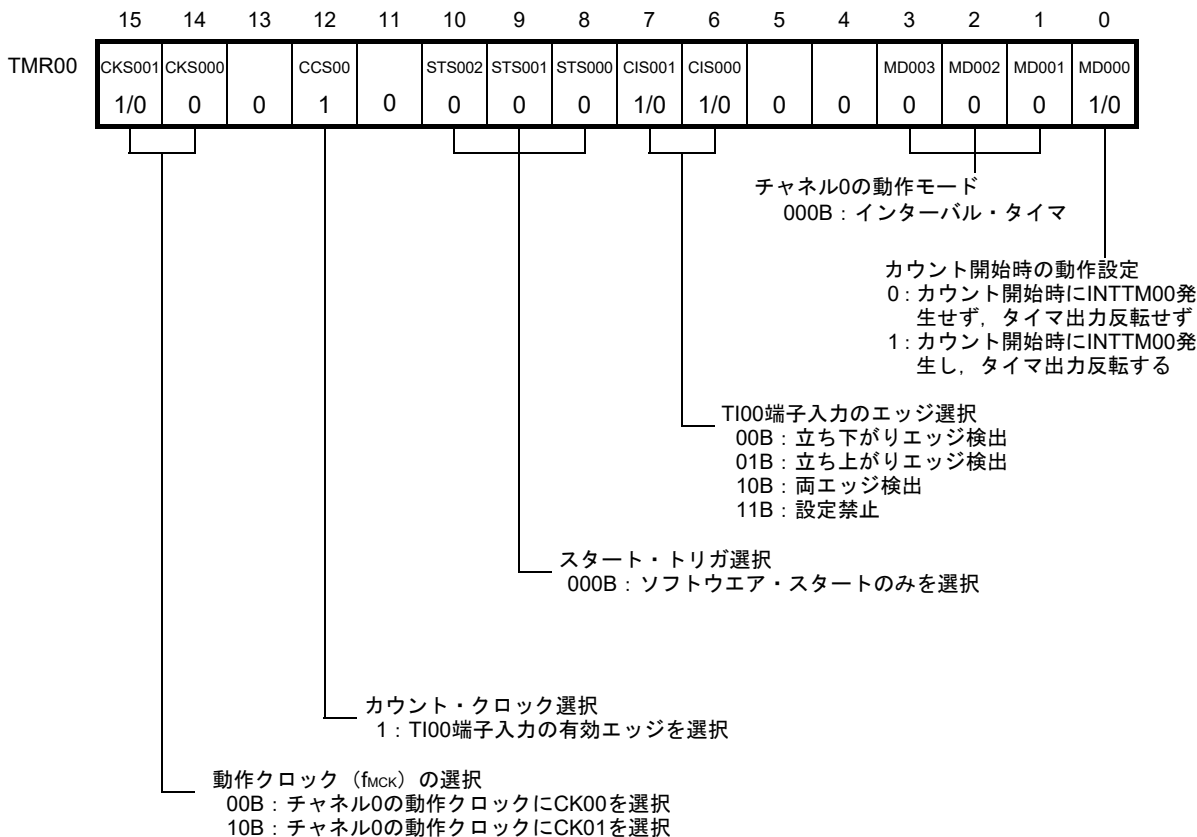 15 14 13 12 11 10 9 8 7 6 5 4 3 2 1 0
TMR00 CKS001 CKS000 CCS00 STS002 STS001 STS000 CIS001 CIS000 MD003 MD002 MD001 MD000
1/0 0 0 1 0 0 0 0 1/0 1/0 0 0 0 0 0 1/0
チャネル0の動作モード
000B：インターバル・タイマ
カウント開始時の動作設定
0：カウント開始時にINTTM00発
生せず，タイマ出力反転せず
1：カウント開始時にINTTM00発
生し，タイマ出力反転する
TI00端子入力のエッジ選択
00B：立ち下がりエッジ検出
01B：立ち上がりエッジ検出
10B：両エッジ検出
11B：設定禁止
スタート・トリガ選択
000B：ソフトウエア・スタートのみを選択
カウント・クロック選択
1：TI00端子入力の有効エッジを選択
動作クロック（fMCK）の選択
00B：チャネル0の動作クロックにCK00を選択
10B：チャネル0の動作クロックにCK01を選択